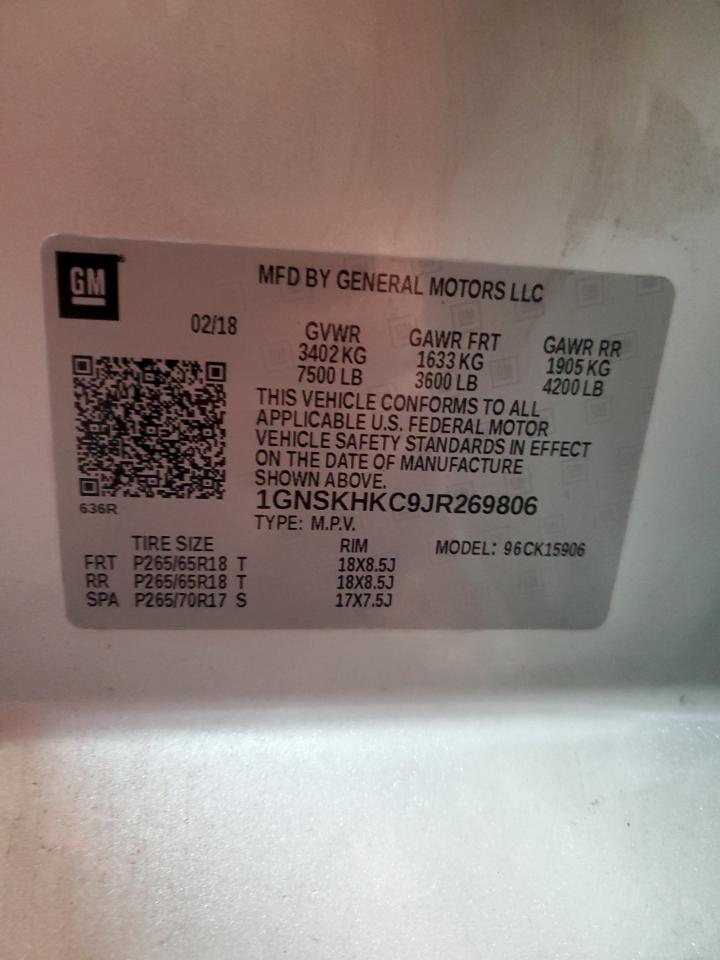 GM
MFD BY GENERAL MOTORS LLC
02/18
GVWR GAWR FRT GAWR RR
3402 KG 1633 KG 1905 KG
7500 LB 3600 LB 4200 LB
THIS VEHICLE CONFORMS TO ALL
APPLICABLE U.S. FEDERAL MOTOR
VEHICLE SAFETY STANDARDS IN EFFECT
ON THE DATE OF MANUFACTURE
SHOWN ABOVE.
1GNSKHKC9JR269806
636R
TYPE: M.P.V.
TIRE SIZE RIM MODEL: 96CK15906
FRT P265/65R18 T 18X8.5J
RR P265/65R18 T 18X8.5J
SPA P265/70R17 S 17X7.5J